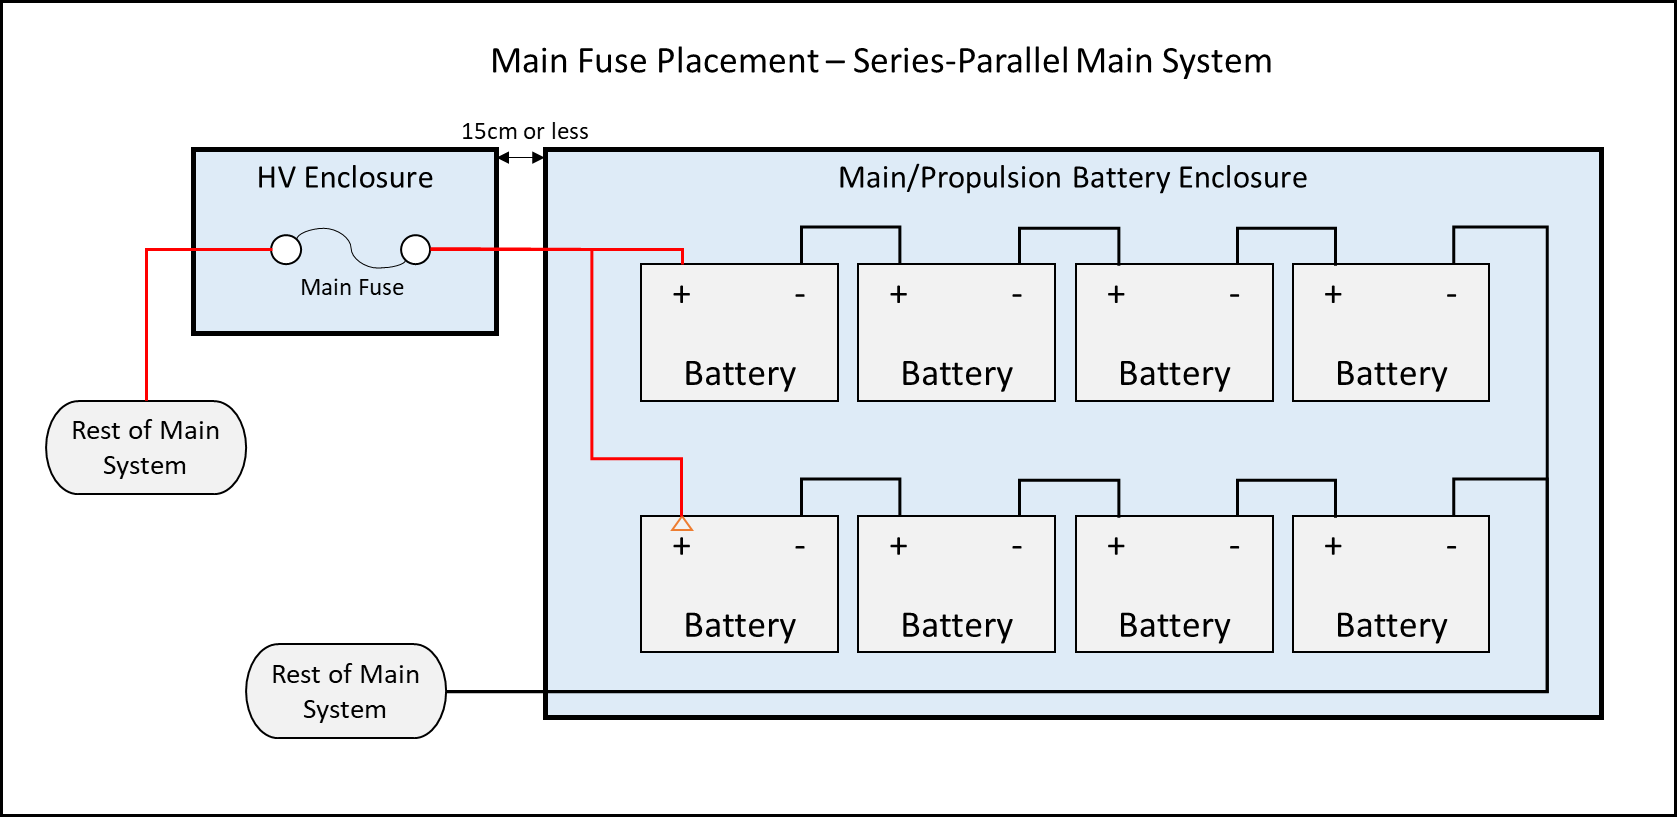 Main Fuse Placement – Series-Parallel Main System
15cm or less
HV Enclosure
Main/Propulsion Battery Enclosure
Main Fuse
+ -
+ -
+ -
+ -
Battery
Battery
Battery
Battery
Rest of Main
System
+ -
+ -
+ -
+ -
Battery
Battery
Battery
Battery
Rest of Main
System